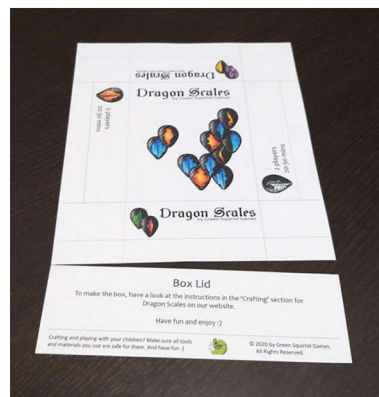 Dragon Scales
by Green Squirrel Games
Dragon Scales
by Green Squirrel Games
2 players
20-30 mins
2 players
20-30 mins
Dragon Scales
by Green Squirrel Games
Box Lid
To make the box, have a look at the instructions in the 'Crafting' section for
Dragon Scales on our website.
Have fun and enjoy :)
Crafting and playing with your children? Make sure all tools
and materials you use are safe for them. And have fun :)
© 2020 by Green Squirrel Games.
All Rights Reserved.